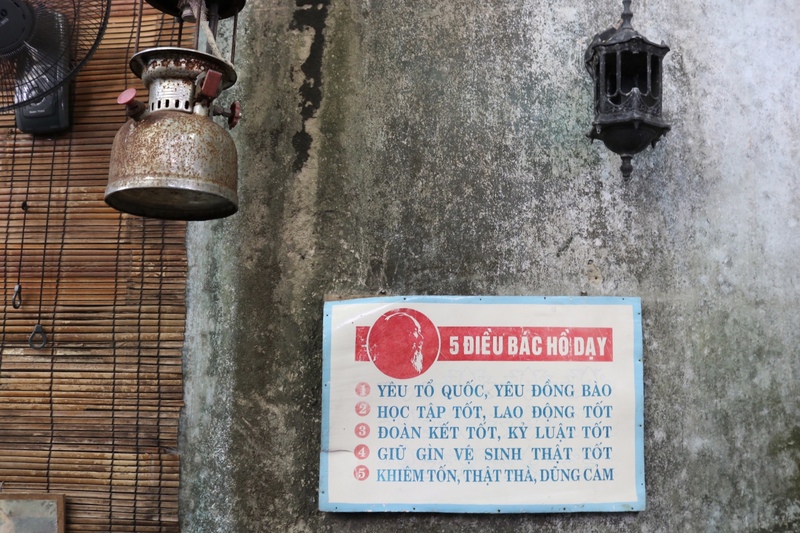 5 ĐIỀU BÁC HỒ DẠY
1 YÊU TỔ QUỐC, YÊU ĐỒNG BÀO
2 HỌC TẬP TỐT, LAO ĐỘNG TỐT
3 ĐOÀN KẾT TỐT, KỶ LUẬT TỐT
4 GIỮ GÌN VỆ SINH THẬT TỐT
5 KHIÊM TỐN, THẬT THÀ, DŨNG CẢM